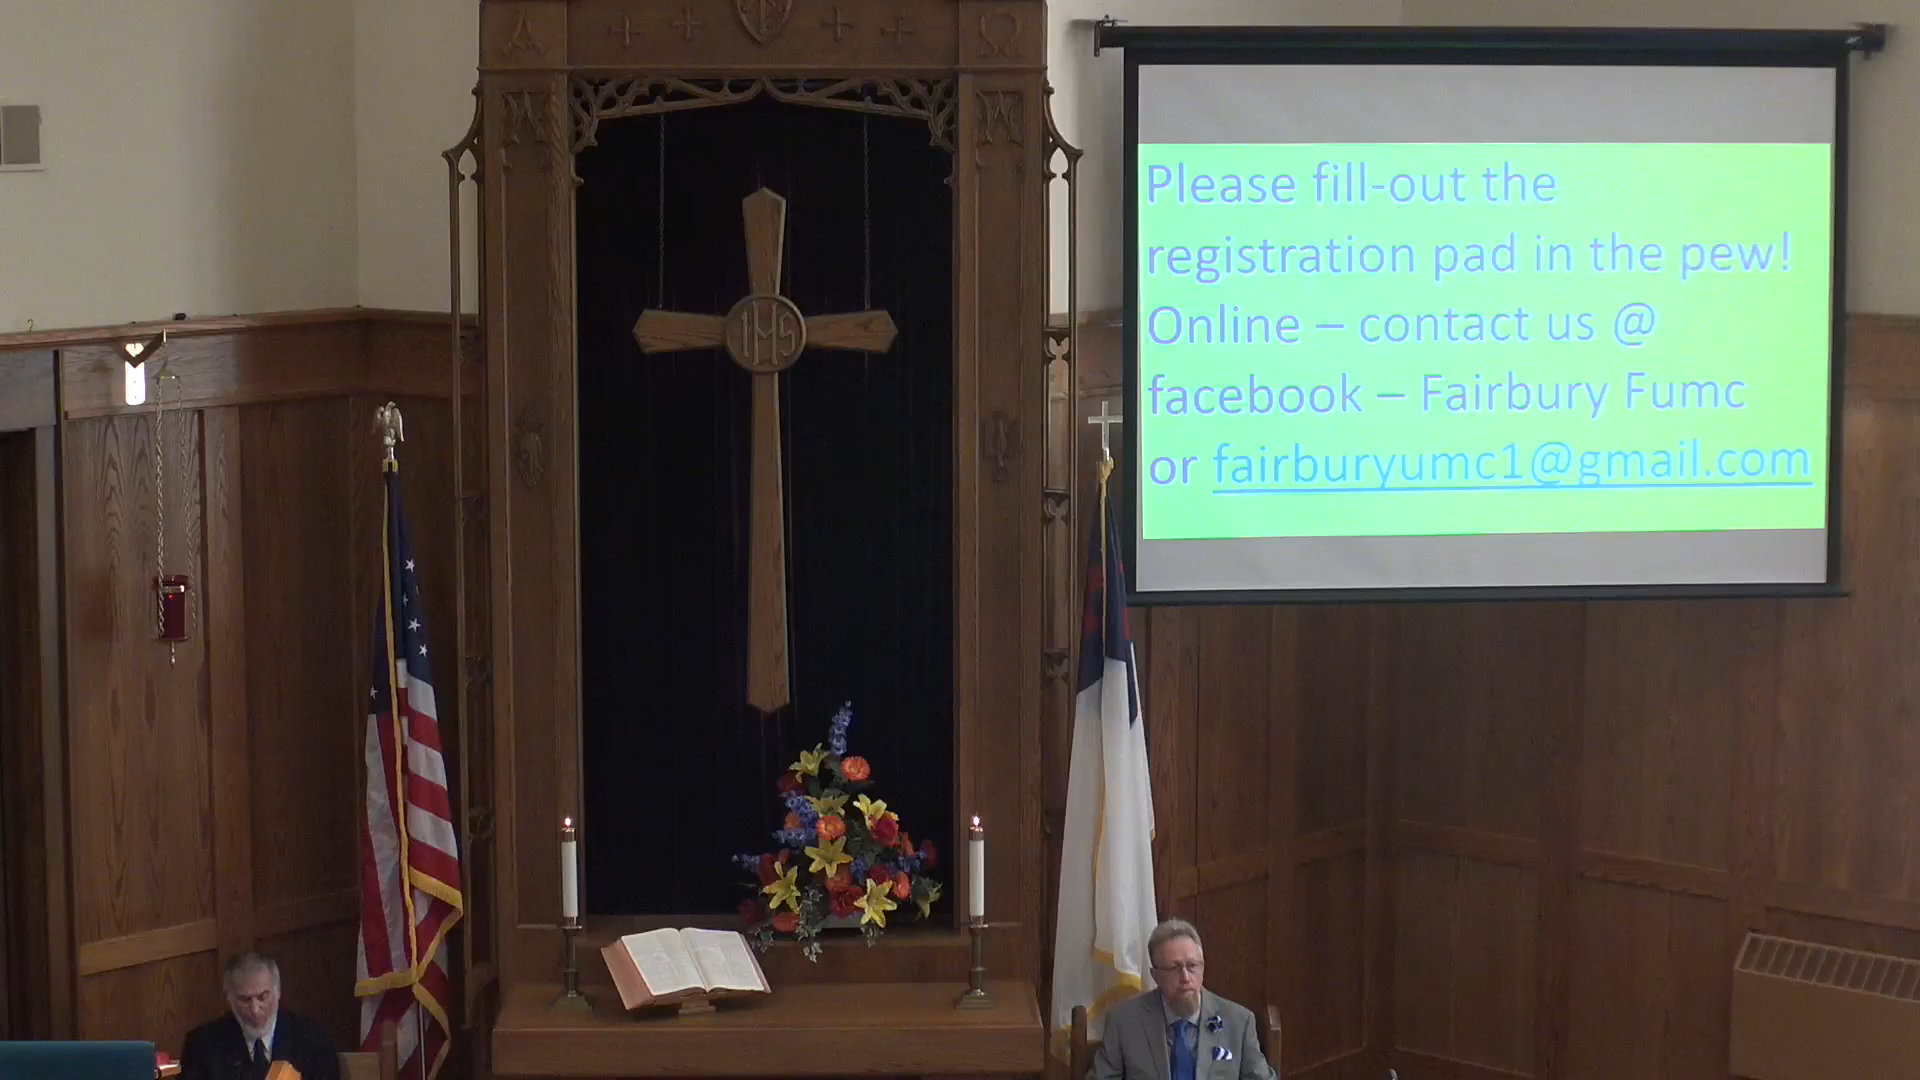 IHS
Please fill-out the
registration pad in the pew!
Online – contact us @
facebook – Fairbury Fumc
or fairburyumc1@gmail.com